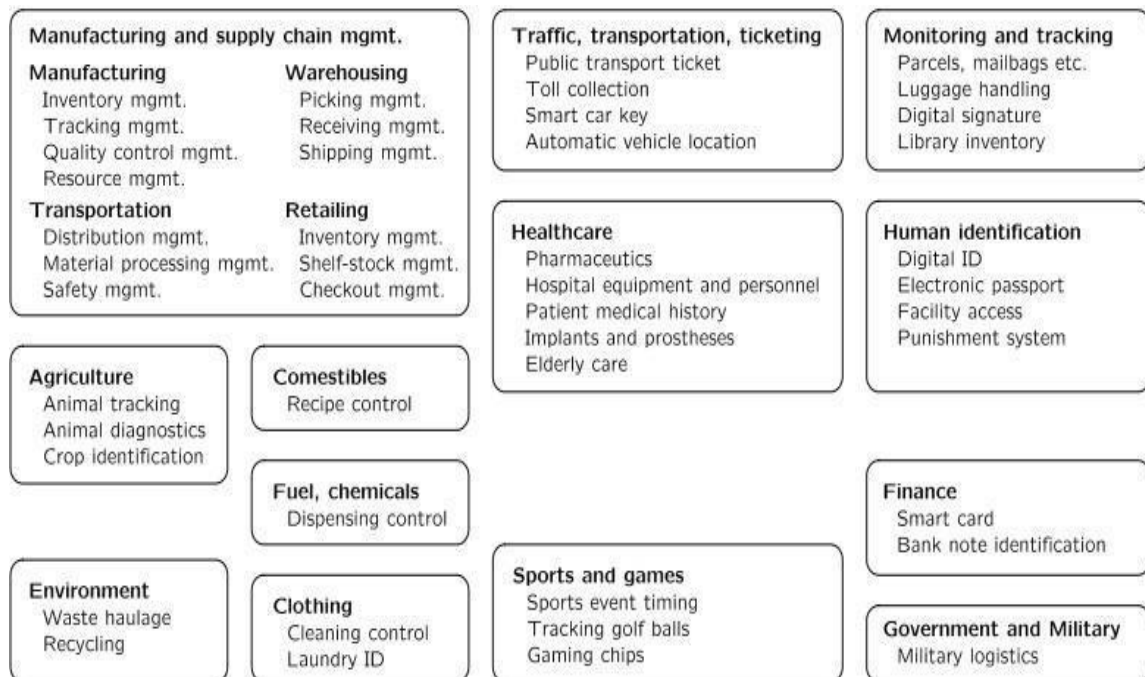 Manufacturing and supply chain mgmt.
Manufacturing
Inventory mgmt.
Tracking mgmt.
Quality control mgmt.
Resource mgmt.
Warehousing
Picking mgmt.
Receiving mgmt.
Shipping mgmt.
Transportation
Distribution mgmt.
Material processing mgmt.
Safety mgmt.
Retailing
Inventory mgmt.
Shelf-stock mgmt.
Checkout mgmt.
Traffic, transportation, ticketing
Public transport ticket
Toll collection
Smart car key
Automatic vehicle location
Monitoring and tracking
Parcels, mailbags etc.
Luggage handling
Digital signature
Library inventory
Healthcare
Pharmaceutics
Hospital equipment and personnel
Patient medical history
Implants and prostheses
Elderly care
Human identification
Digital ID
Electronic passport
Facility access
Punishment system
Agriculture
Animal tracking
Animal diagnostics
Crop identification
Comestibles
Recipe control
Fuel, chemicals
Dispensing control
Finance
Smart card
Bank note identification
Environment
Waste haulage
Recycling
Clothing
Cleaning control
Laundry ID
Sports and games
Sports event timing
Tracking golf balls
Gaming chips
Government and Military
Military logistics